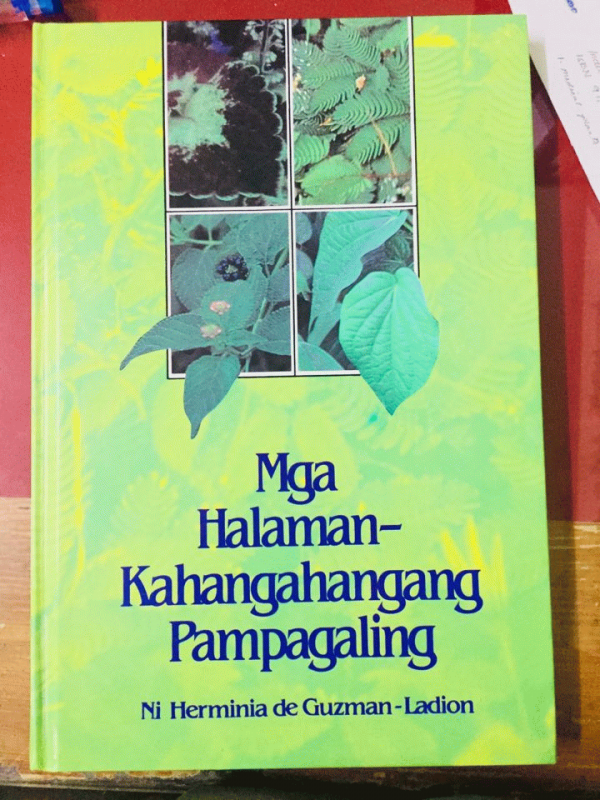 Mga
Halaman–
Kahangahangang
Pampagaling
Ni Herminia de Guzman-Ladion